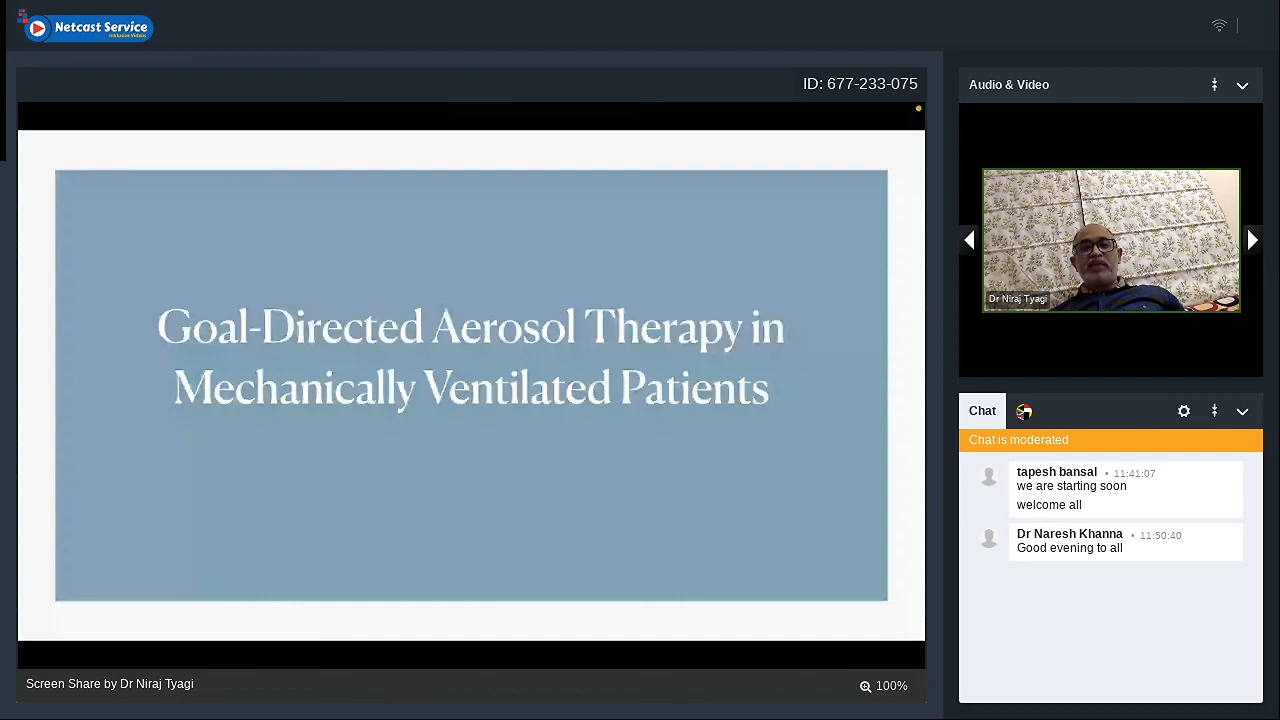 Netcast Service
Inklusive Videos
ID: 677-233-075
Goal-Directed Aerosol Therapy in
Mechanically Ventilated Patients
Screen Share by Dr Niraj Tyagi
100%
Audio & Video
Dr Niraj Tyagi
Chat
Chat is moderated
tapesh bansal • 11:41:07
we are starting soon
welcome all
Dr Naresh Khanna • 11:50:40
Good evening to all